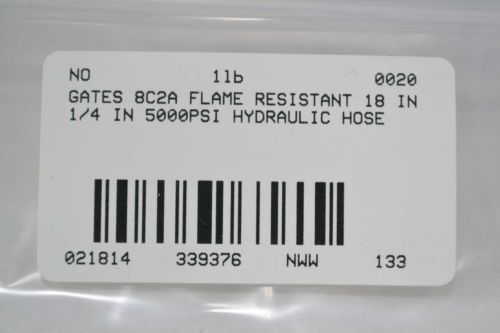 NO 1lb 0020
GATES 8C2A FLAME RESISTANT 18 IN
1/4 IN 5000PSI HYDRAULIC HOSE
021814 339376 NWW 133